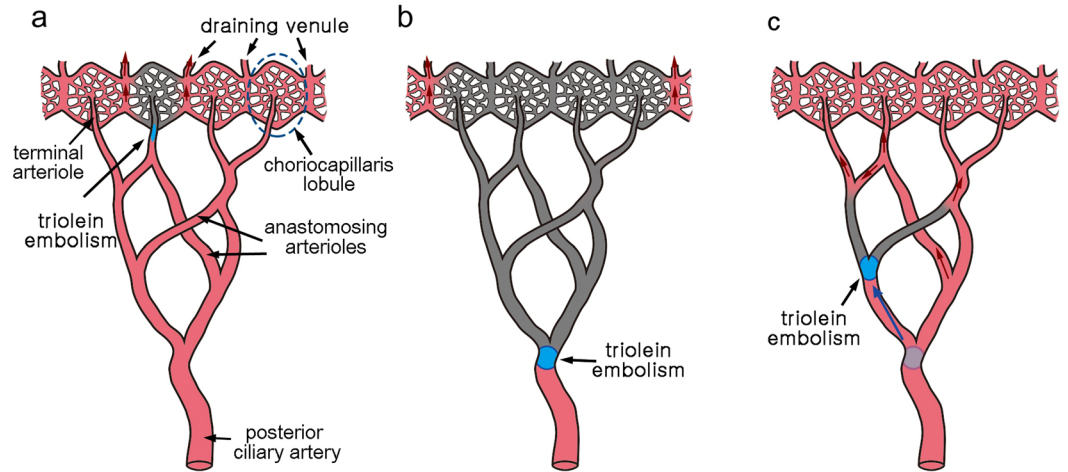 a
draining venule
terminal
arteriole
choriocapillaris
lobule
triolein
embolism
anastomosing
arterioles
posterior
ciliary artery
b
triolein
embolism
c
triolein
embolism